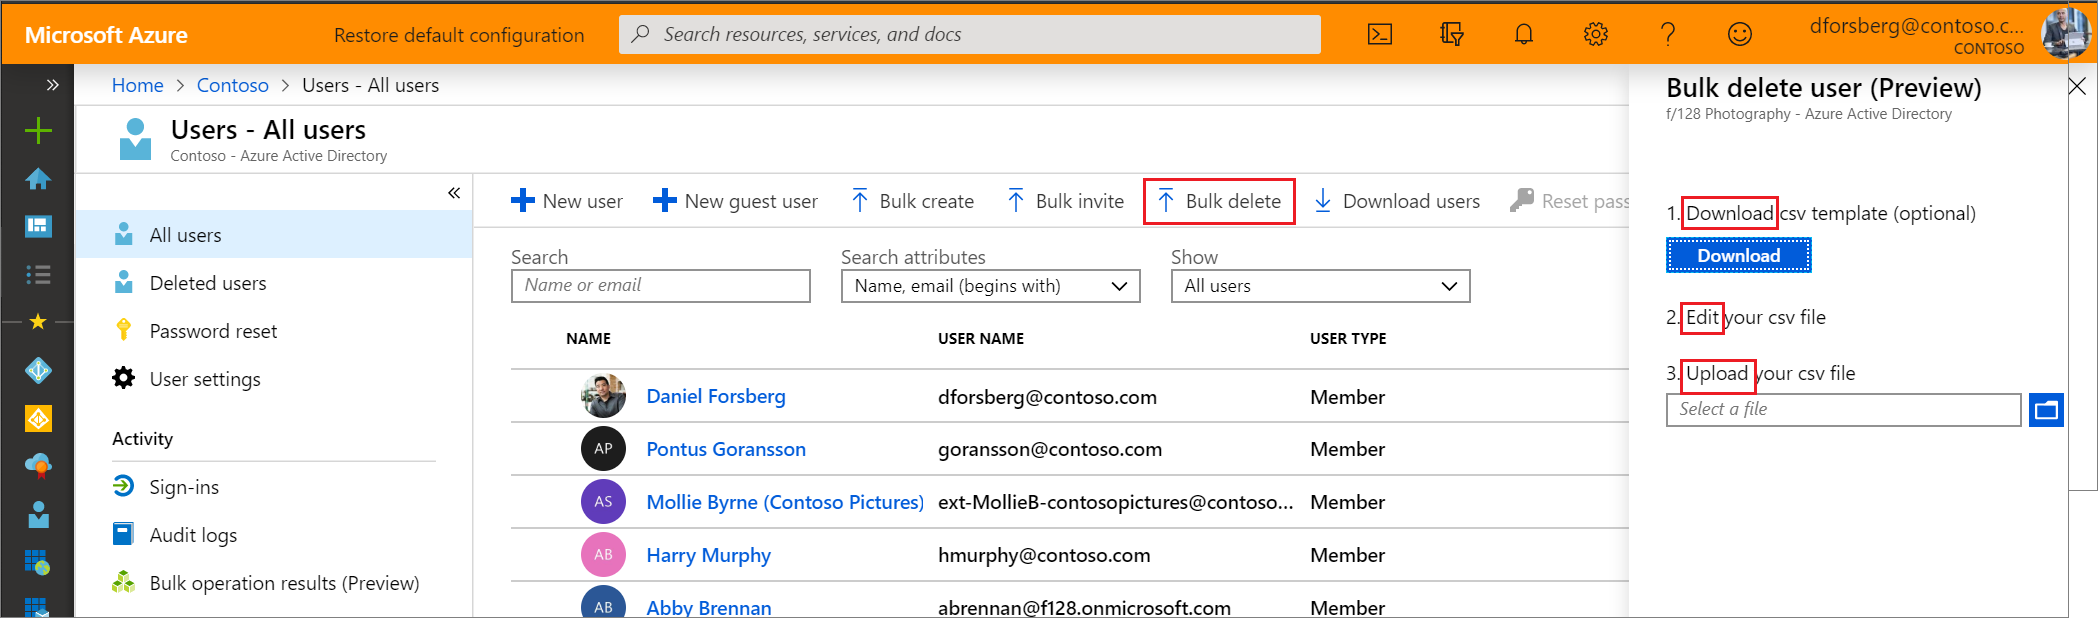 Microsoft Azure
Restore default configuration
Search resources, services, and docs
dforsberg@contoso.c...
CONTOSO
Home > Contoso > Users - All users
Users - All users
Contoso - Azure Active Directory
All users
Deleted users
Password reset
User settings
Activity
Sign-ins
Audit logs
Bulk operation results (Preview)
New user
New guest user
Bulk create
Bulk invite
Bulk delete
Download users
Reset pass
Search
Name or email
Search attributes
Name, email (begins with)
Show
All users
NAME USER NAME USER TYPE
Daniel Forsberg dforsberg@contoso.com Member
AP Pontus Goransson goransson@contoso.com Member
AS Mollie Byrne (Contoso Pictures) ext-MollieB-contosopictures@contoso... Member
AB Harry Murphy hmurphy@contoso.com Member
AB Abby Brennan abrennan@f128.onmicrosoft.com Member
Bulk delete user (Preview)
f/128 Photography - Azure Active Directory
1. Download csv template (optional)
Download
2. Edit your csv file
3. Upload your csv file
Select a file